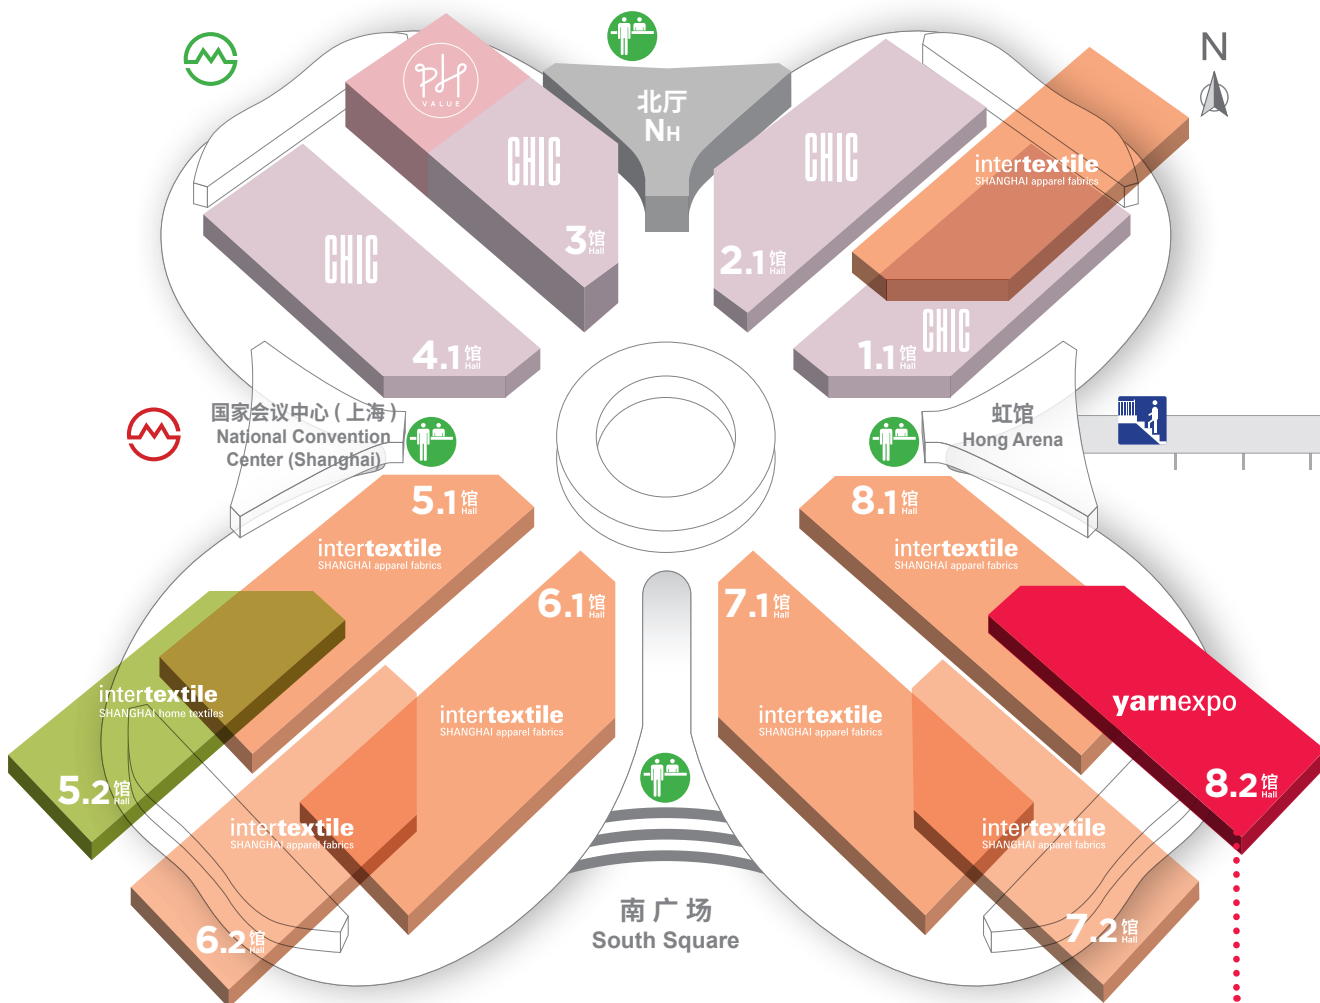 N
PH
VALUE
北厅
NH
CHIC
3馆
Hall
CHIC
2.1馆
Hall
intertextile
SHANGHAI apparel fabrics
CHIC
4.1馆
Hall
CHIC
1.1馆
Hall
国家会议中心 ( 上海 )
National Convention
Center (Shanghai)
虹馆
Hong Arena
5.1馆
Hall
intertextile
SHANGHAI apparel fabrics
8.1馆
Hall
intertextile
SHANGHAI apparel fabrics
6.1馆
Hall
intertextile
SHANGHAI apparel fabrics
7.1馆
Hall
intertextile
SHANGHAI apparel fabrics
intertextile
SHANGHAI home textiles
5.2馆
Hall
yarnexpo
8.2馆
Hall
intertextile
SHANGHAI apparel fabrics
6.2馆
Hall
intertextile
SHANGHAI apparel fabrics
7.2馆
Hall
南广场
South Square